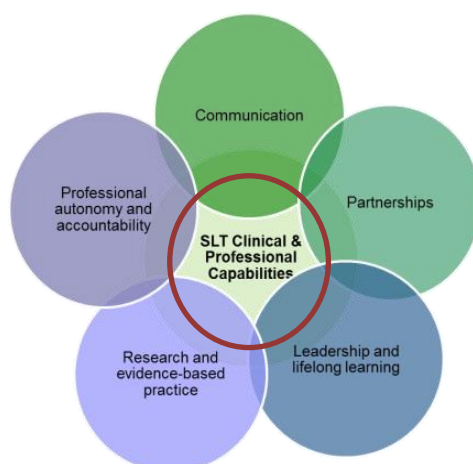 Communication
Professional
autonomy and
accountability
Partnerships
SLT Clinical &
Professional
Capabilities
Research and
evidence-based
practice
Leadership and
lifelong learning